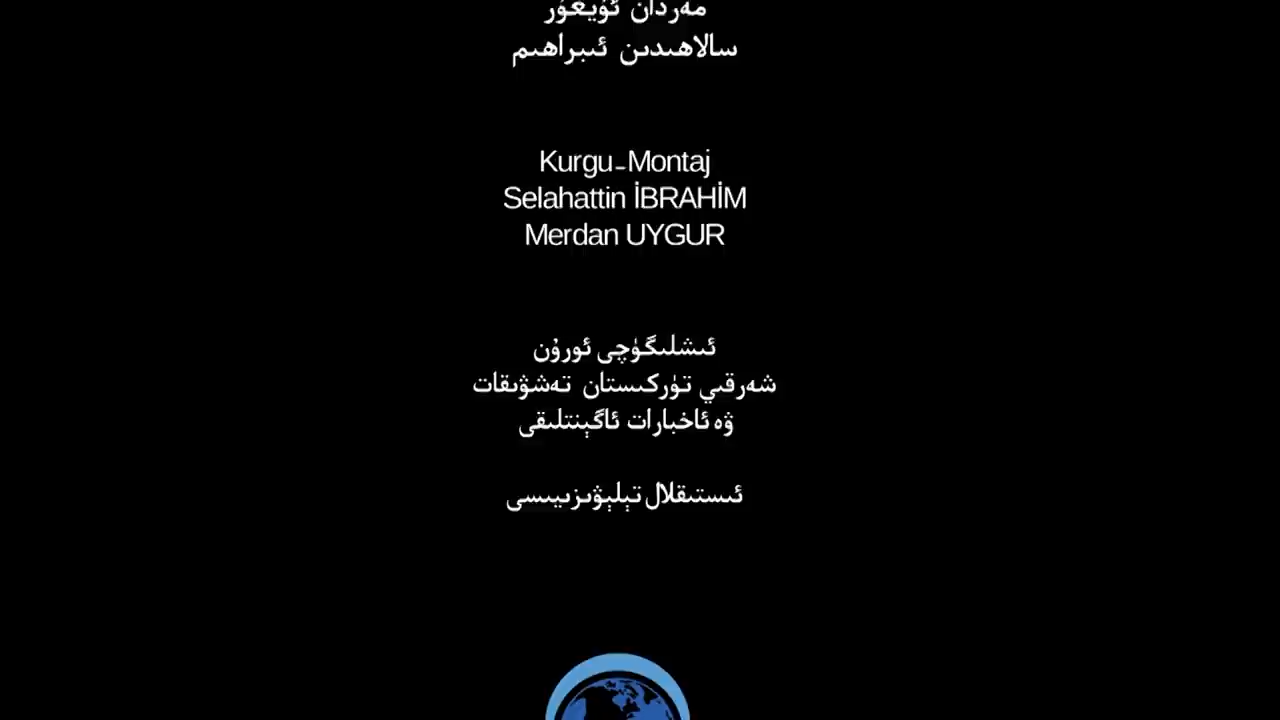 مەردان ئۇيغۇر
سالاھىدىن ئىبراھىم
Kurgu-Montaj
Selahattin İBRAHİM
Merdan UYGUR
ئىشلىگۈچى ئورۇن
شەرقىي تۈركىستان تەشۋىقات
ۋە ئاخبارات ئاگېنتلىقى
ئىستىقلال تېلېۋىزىيىسى